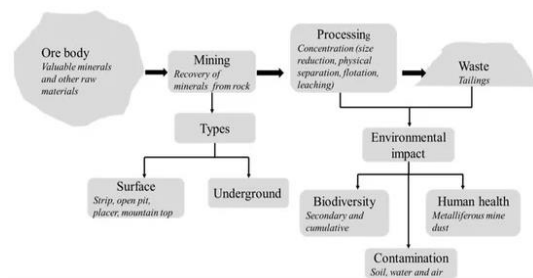 Ore body
Valuable minerals
and other raw
materials
Mining
Recovery of
minerals from rock
Processing
Concentration (size
reduction, physical
separation, flotation,
leaching)
Waste
Tailings
Types
Surface
Strip, open pit,
placer, mountain top
Underground
Environmental
impact
Biodiversity
Secondary and
cumulative
Human health
Metalliferous mine
dust
Contamination
Soil, water and air